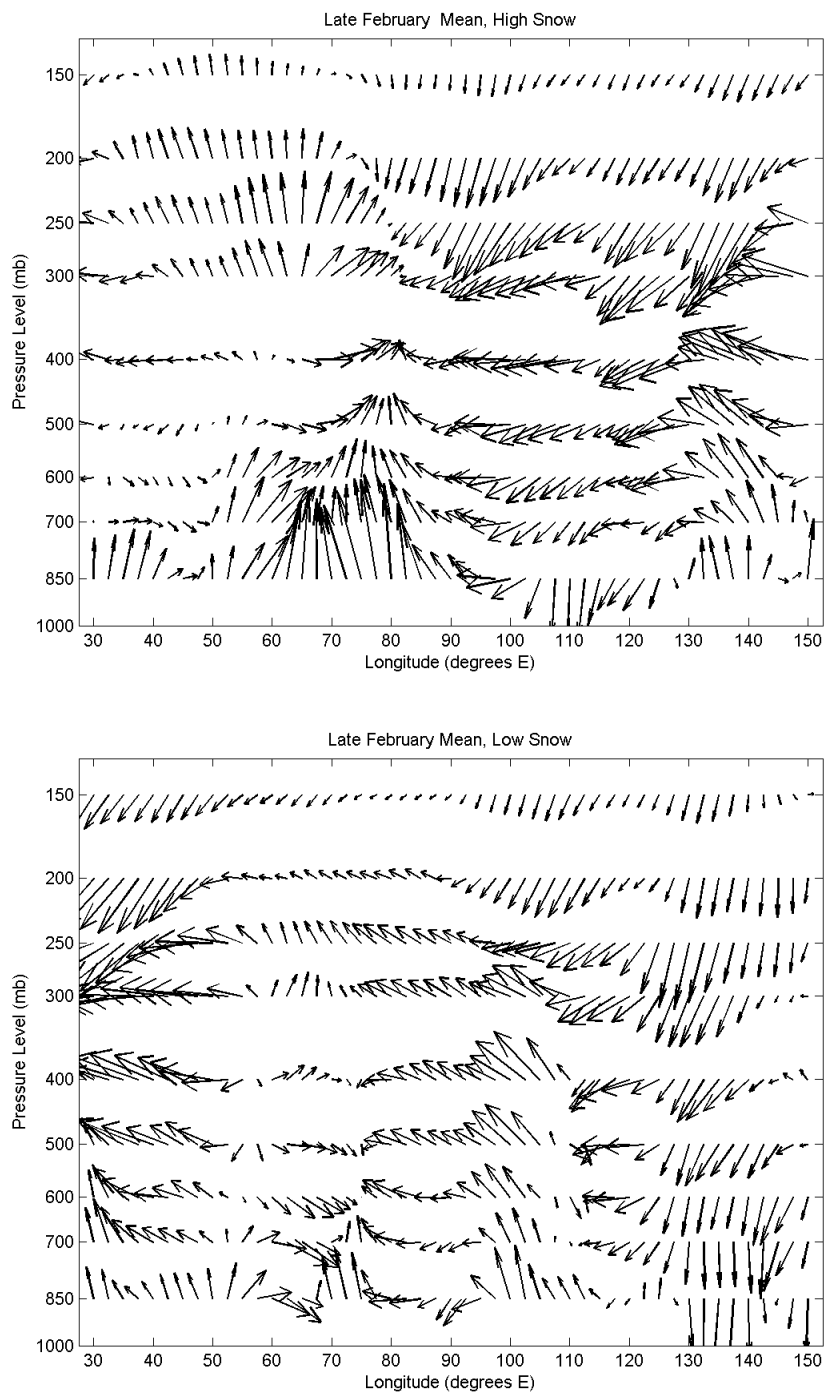 Late February  Mean, High Snow
150
200
250
300
400
500
600
700
850
1000
Pressure Level (mb)
30 40 50 60 70 80 90 100 110 120 130 140 150
Longitude (degrees E)
Late February Mean, Low Snow
150
200
250
300
400
500
600
700
850
1000
Pressure Level (mb)
30 40 50 60 70 80 90 100 110 120 130 140 150
Longitude (degrees E)